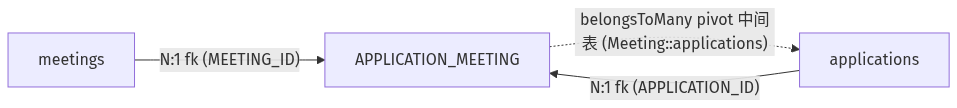 meetings
N:1 fk (MEETING_ID)
APPLICATION_MEETING
belongsToMany pivot 中间
表 (Meeting::applications)
N:1 fk (APPLICATION_ID)
applications